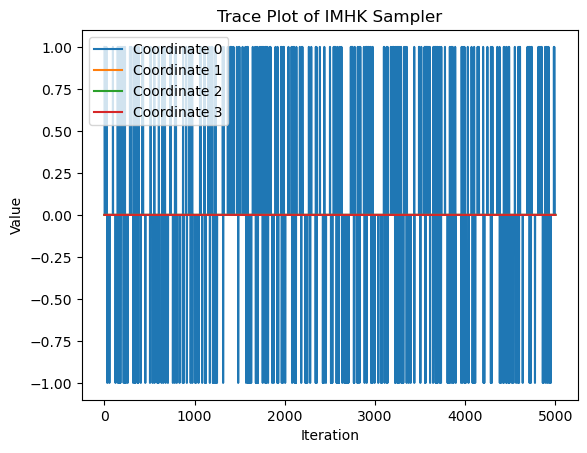 Trace Plot of IMHK Sampler
Coordinate 0
Coordinate 1
Coordinate 2
Coordinate 3
1.00
0.75
0.50
0.25
0.00
−0.25
−0.50
−0.75
−1.00
Value
0 1000 2000 3000 4000 5000
Iteration